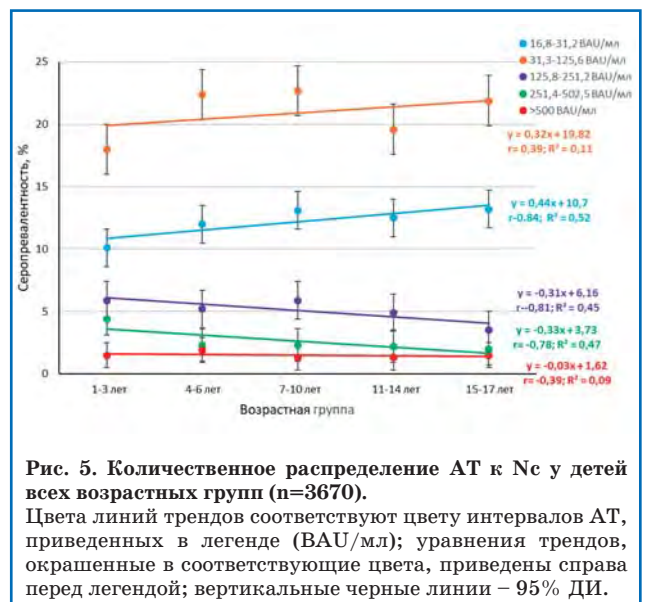 16,8-31,2 BAU/мл
31,3-125,6 BAU/мл
125,8-251,2 BAU/мл
251,4-502,5 BAU/мл
>500 BAU/мл
Серопревалентность, %
25
20
15
10
5
0
y = 0,32x + 19,82
r= 0,39; R² = 0,11
y = 0,44x + 10,7
r-0.84; R² = 0,52
y = -0,31x + 6,16
r--0,81; R² = 0,45
y = -0,33x + 3,73
r= -0,78; R² = 0,47
y = -0,03x + 1,62
r= -0,39; R² = 0,09
1-3 лет 4-6 лет 7-10 лет 11-14 лет 15-17 лет
Возрастная группа
Рис. 5. Количественное распределение АТ к Nc у детей
всех возрастных групп (n=3670).
Цвета линий трендов соответствуют цвету интервалов АТ,
приведенных в легенде (BAU/мл); уравнения трендов,
окрашенные в соответствующие цвета, приведены справа
перед легендой; вертикальные черные линии – 95% ДИ.